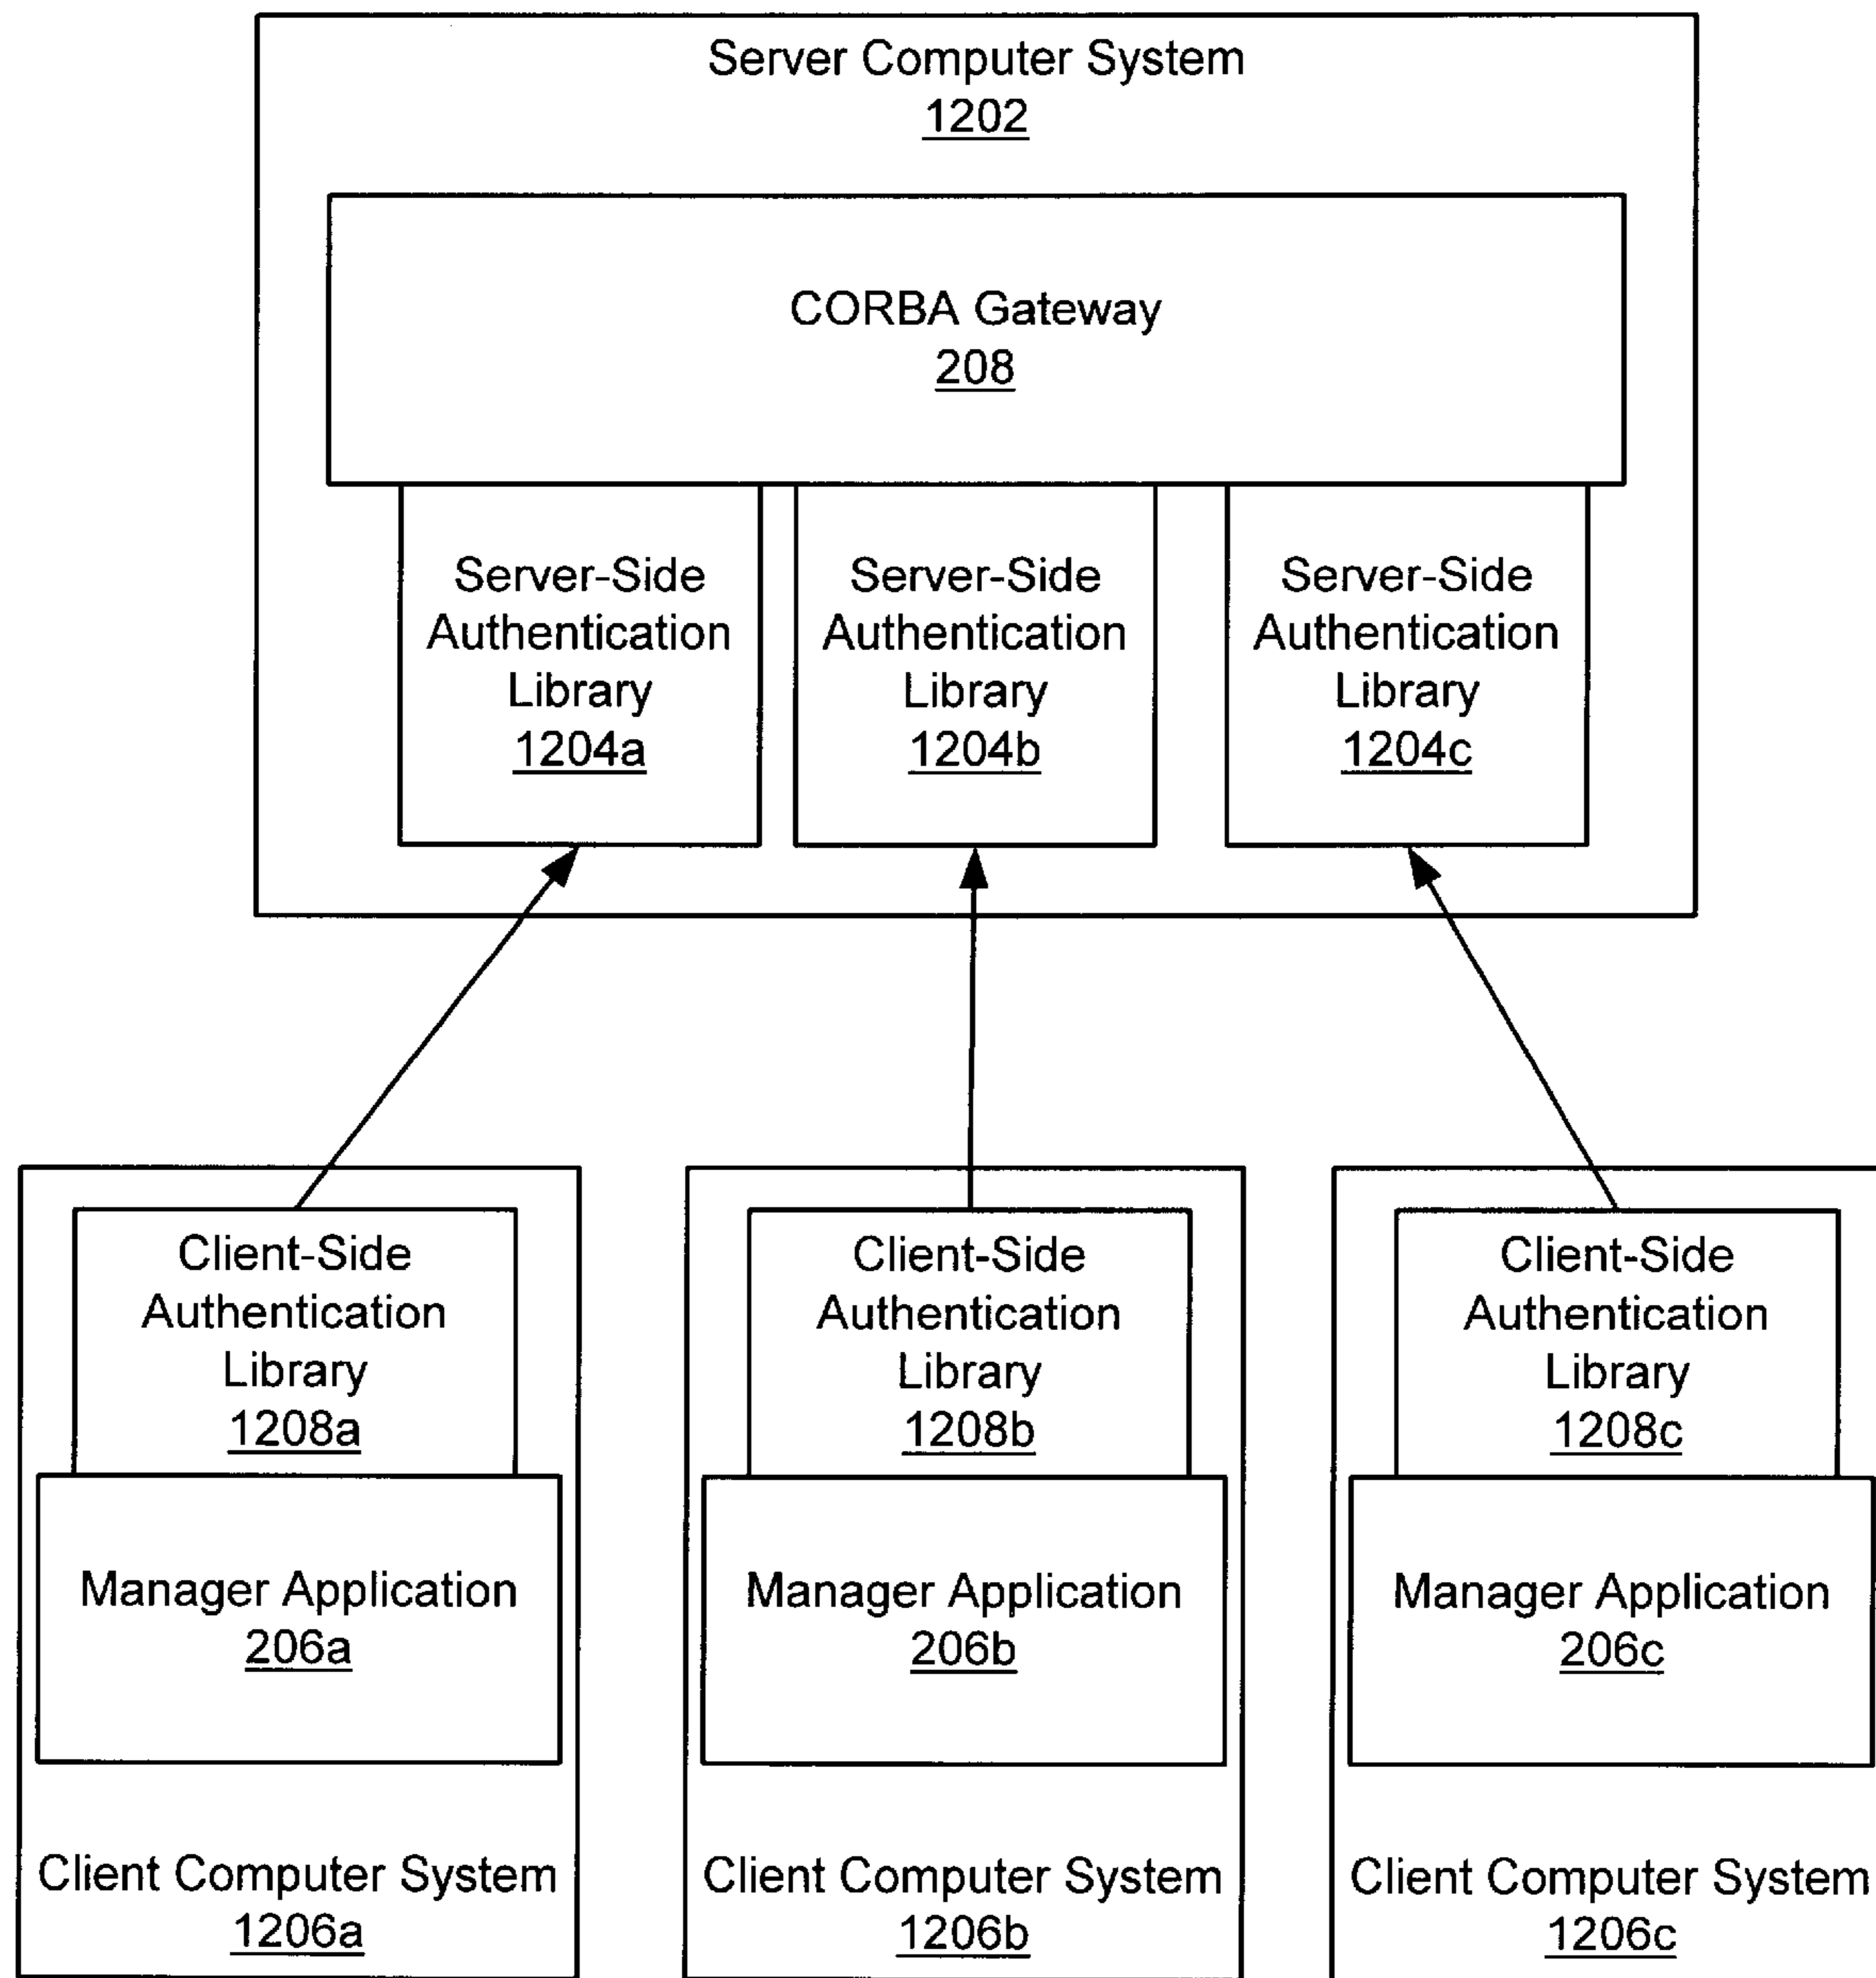 Server Computer System
1202
CORBA Gateway
208
Server-Side
Authentication
Library
1204a
Server-Side
Authentication
Library
1204b
Server-Side
Authentication
Library
1204c
Client-Side
Authentication
Library
1208a
Manager Application
206a
Client Computer System
1206a
Client-Side
Authentication
Library
1208b
Manager Application
206b
Client Computer System
1206b
Client-Side
Authentication
Library
1208c
Manager Application
206c
Client Computer System
1206c